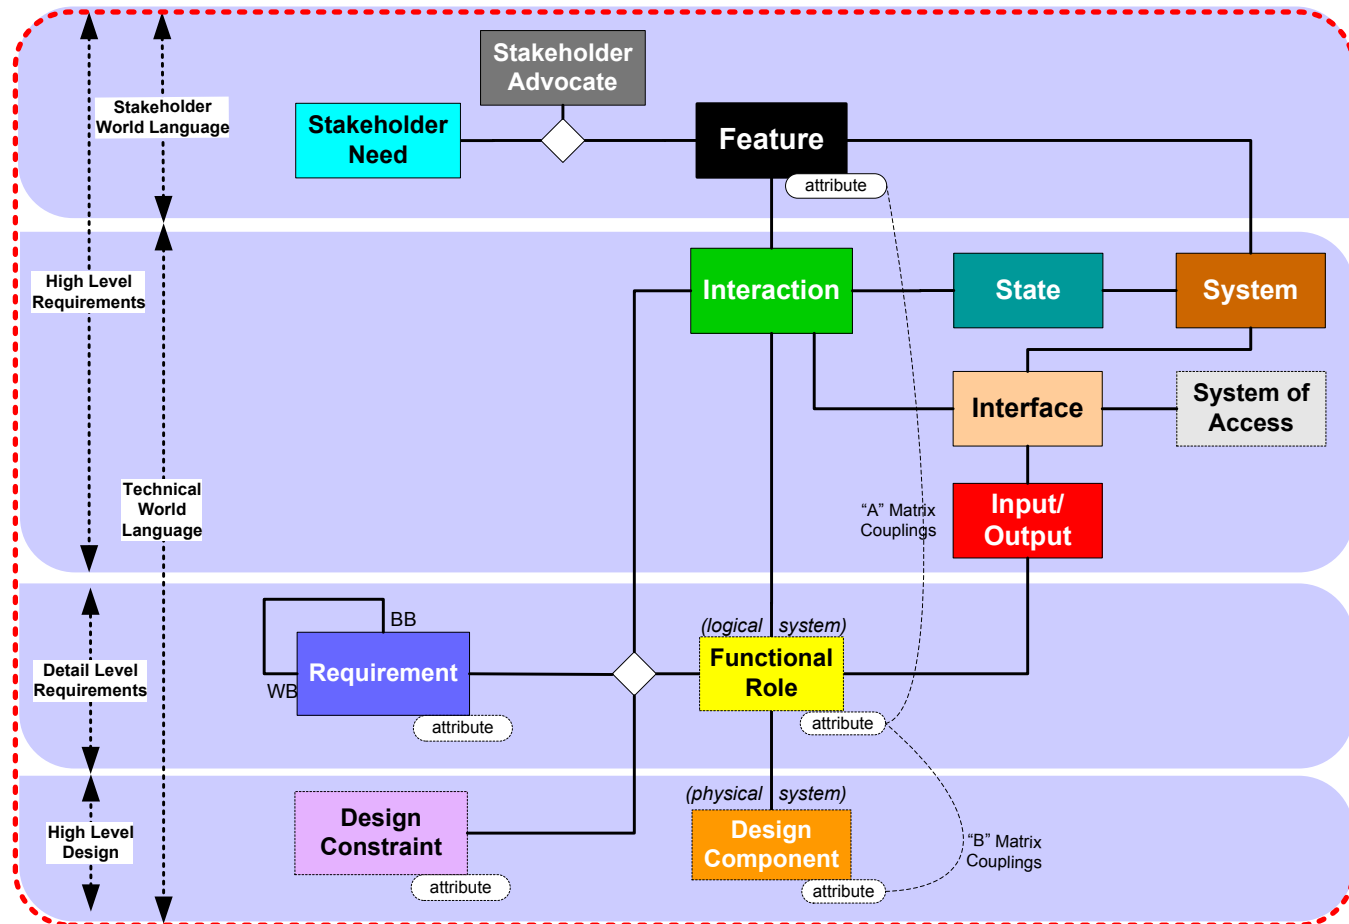 Stakeholder
Advocate
Stakeholder
World Language
Stakeholder
Need
Feature
attribute
High Level
Requirements
Interaction
State
System
Interface
System of
Access
Technical
World
Language
"A" Matrix
Couplings
Input/
Output
BB
(logical system)
Detail Level
Requirements
Requirement
WB
Functional
Role
attribute
attribute
(physical system)
High Level
Design
Design
Constraint
Design
Component
"B" Matrix
Couplings
attribute
attribute